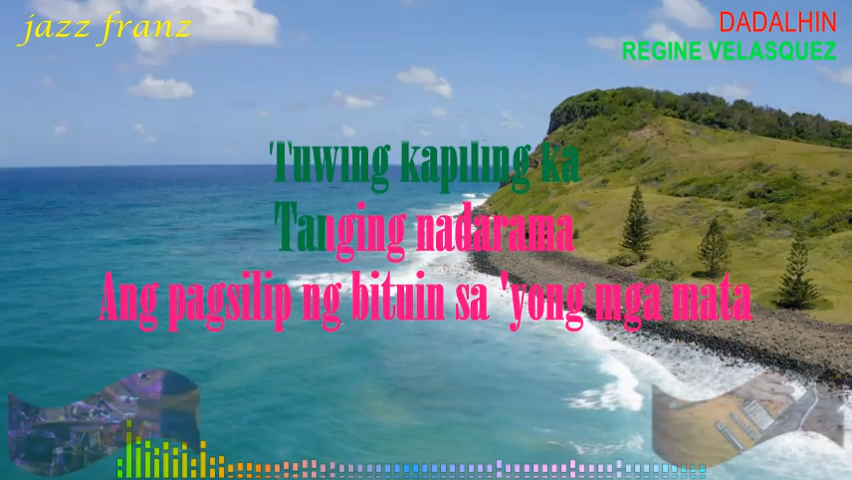 jazz franz
DADALHIN
REGINE VELASQUEZ
Tuwing kapiling ka
Tanging nadarama
Ang pagsilip ng bituin sa 'yong mga mata